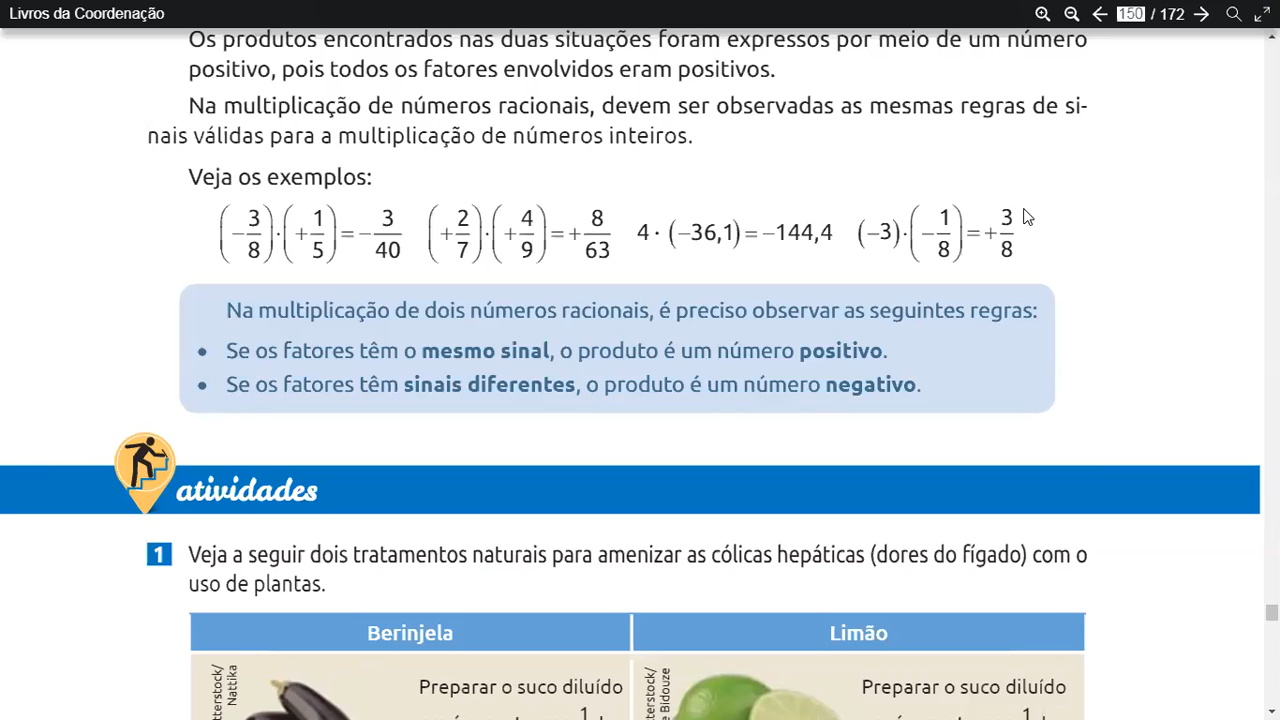 Livros da Coordenação 150 / 172
Os produtos encontrados nas duas situações foram expressos por meio de um número
positivo, pois todos os fatores envolvidos eram positivos.
Na multiplicação de números racionais, devem ser observadas as mesmas regras de si-
nais válidas para a multiplicação de números inteiros.
Veja os exemplos:
(−3/8)·(+1/5)=−3/40 (+2/7)·(+4/9)=+8/63 4·(−36,1)=−144,4 (−3)·(−1/8)=+3/8
Na multiplicação de dois números racionais, é preciso observar as seguintes regras:
• Se os fatores têm o mesmo sinal, o produto é um número positivo.
• Se os fatores têm sinais diferentes, o produto é um número negativo.
atividades
1 Veja a seguir dois tratamentos naturais para amenizar as cólicas hepáticas (dores do fígado) com o
uso de plantas.
Berinjela Limão
Preparar o suco diluído
Nattika
Preparar o suco diluído
Bidouze